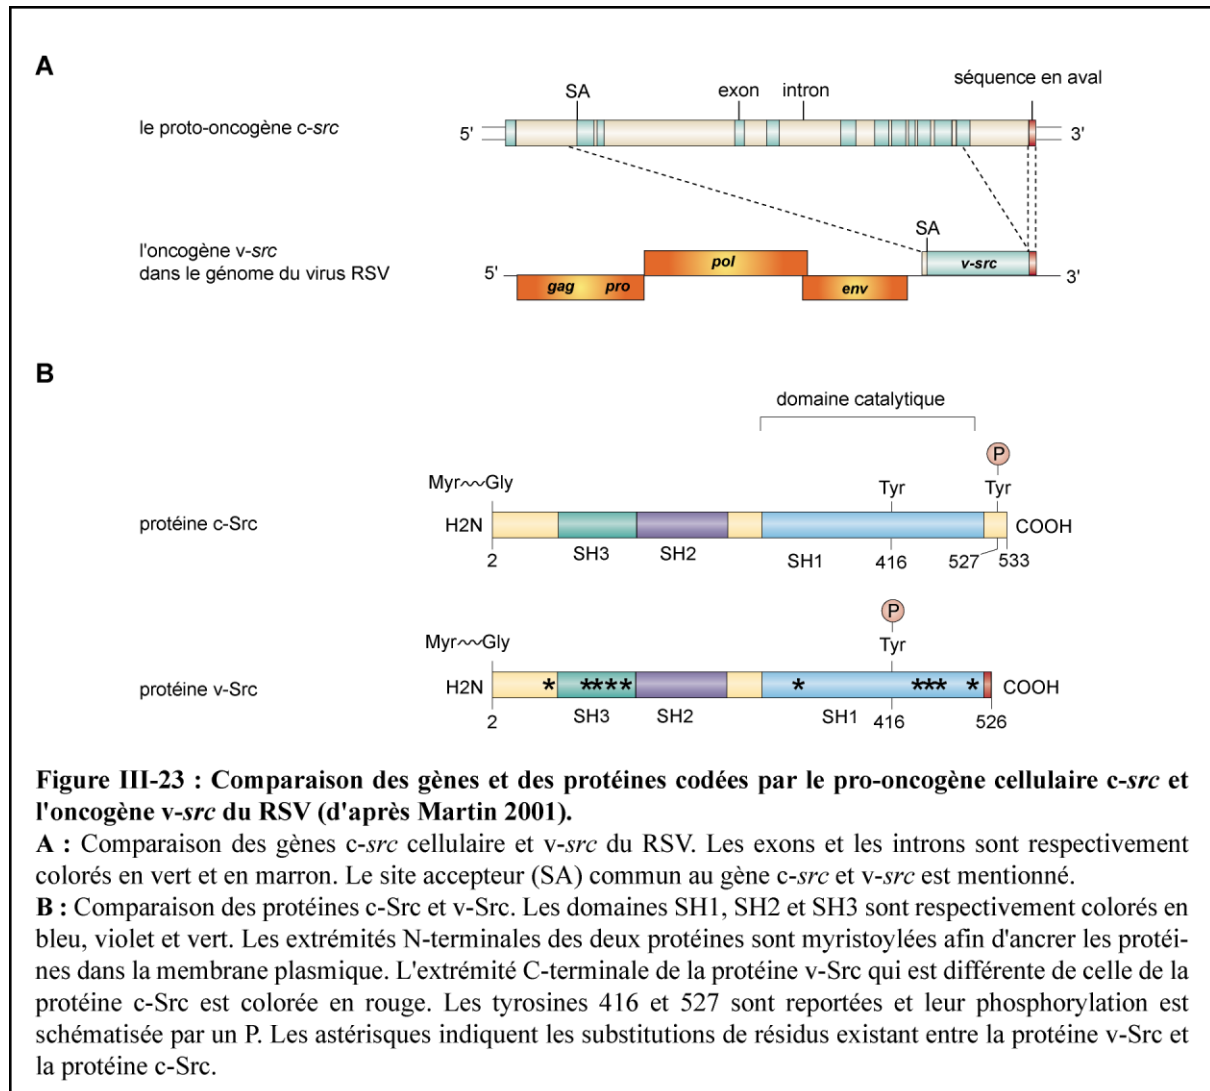 A
séquence en aval
SA
exon
intron
le proto-oncogène c-src
5'
3'
SA
l'oncogène v-src
dans le génome du virus RSV)
5'
pol
v-src
3'
gag pro
env
B
domaine catalytique
P
Myr Gly
Tyr
Tyr
protéine c-Src
H2N
COOH
2
SH3
SH2
SH1
416
527
533
P
Myr Gly
Tyr
protéine v-Src
H2N
* **** * *** *
COOH
2
SH3
SH2
SH1
416
526
Figure III-23 : Comparaison des gènes et des protéines codées par le pro-oncogène cellulaire c-src et
l'oncogène v-src du RSV (d'après Martin 2001).
A : Comparaison des gènes c-src cellulaire et v-src du RSV. Les exons et les introns sont respectivement
colorés en vert et en marron. Le site accepteur (SA) commun au gène c-src et v-src est mentionné.
B : Comparaison des protéines c-Src et v-Src. Les domaines SH1, SH2 et SH3 sont respectivement colorés en
bleu, violet et vert. Les extrémités N-terminales des deux protéines sont myristoylées afin d'ancrer les protéi-
nes dans la membrane plasmique. L'extrémité C-terminale de la protéine v-Src qui est différente de celle de la
protéine c-Src est colorée en rouge. Les tyrosines 416 et 527 sont reportées et leur phosphorylation est
schématisée par un P. Les astérisques indiquent les substitutions de résidus existant entre la protéine v-Src et
la protéine c-Src.